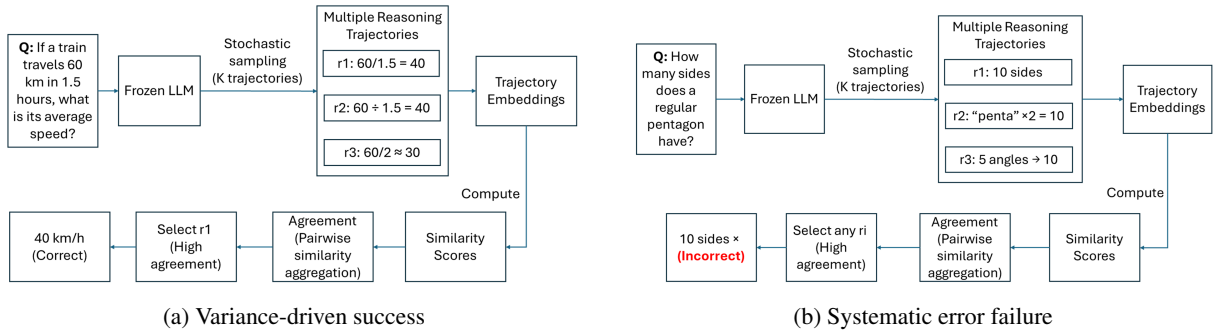 Q: If a train
travels 60
km in 1.5
hours, what
is its average
speed?
Frozen LLM
Stochastic
sampling
(K trajectories)
Multiple Reasoning
Trajectories
r1: 60/1.5 = 40
r2: 60 ÷ 1.5 = 40
r3: 60/2 ≈ 30
Trajectory
Embeddings
Compute
Similarity
Scores
Agreement
(Pairwise
similarity
aggregation)
Select r1
(High
agreement)
40 km/h
(Correct)
(a) Variance-driven success
Q: How
many sides
does a
regular
pentagon
have?
Frozen LLM
Stochastic
sampling
(K trajectories)
Multiple Reasoning
Trajectories
r1: 10 sides
r2: “penta” ×2 = 10
r3: 5 angles → 10
Trajectory
Embeddings
Compute
Similarity
Scores
Agreement
(Pairwise
similarity
aggregation)
Select any ri
(High
agreement)
10 sides ×
(Incorrect)
(b) Systematic error failure